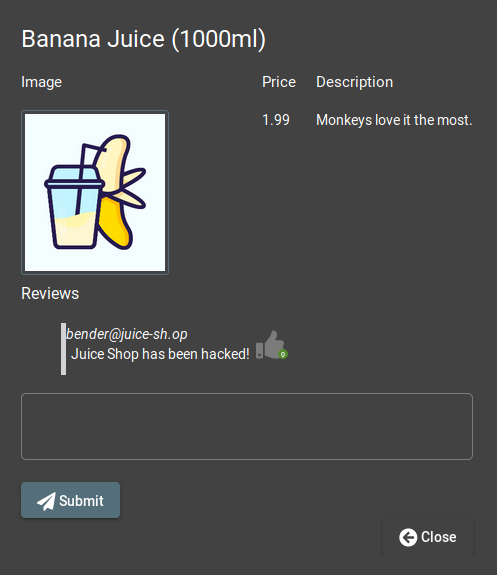 Banana Juice (1000ml)
Image Price Description
1.99 Monkeys love it the most.
Reviews
bender@juice-sh.op
Juice Shop has been hacked!
0
Submit
Close